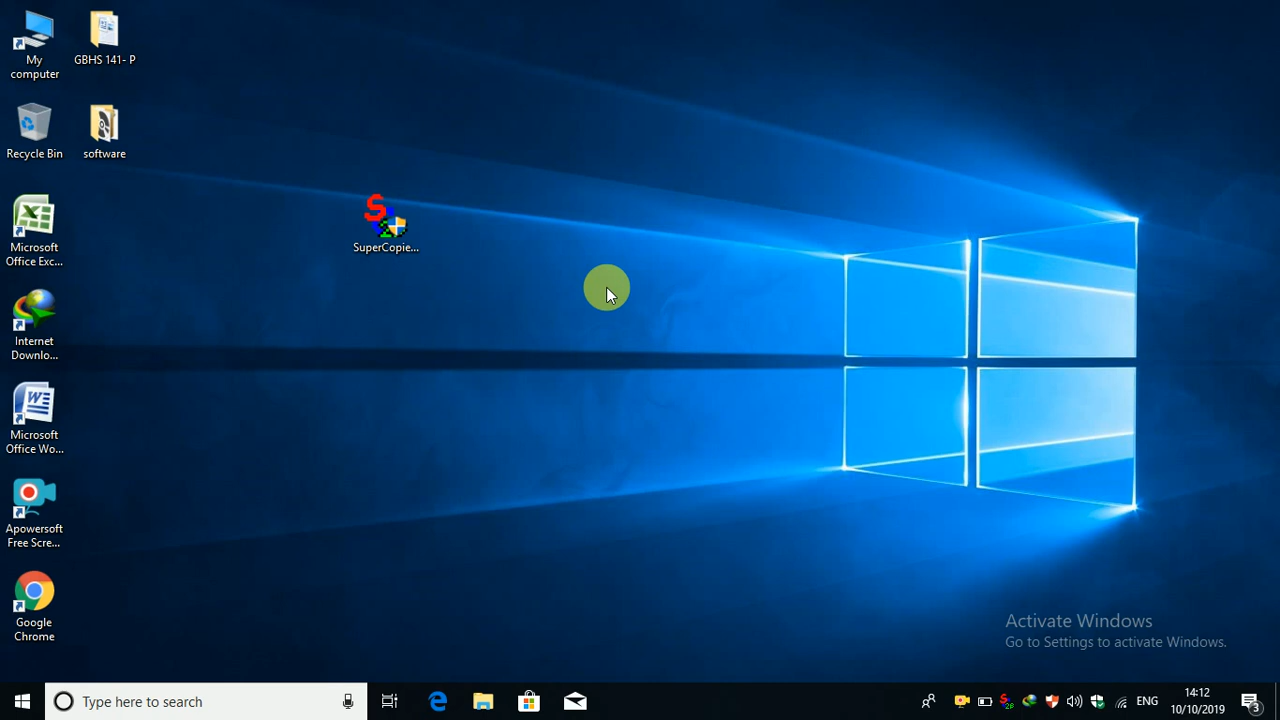 My
computer
GBHS 141- P
Recycle Bin
software
Microsoft
Office Exc...
SuperCopie...
Internet
Downlo...
Microsoft
Office Wo...
Apowersoft
Free Scre...
Google
Chrome
Activate Windows
Go to Settings to activate Windows.
Type here to search
ENG
14:12
10/10/2019
3